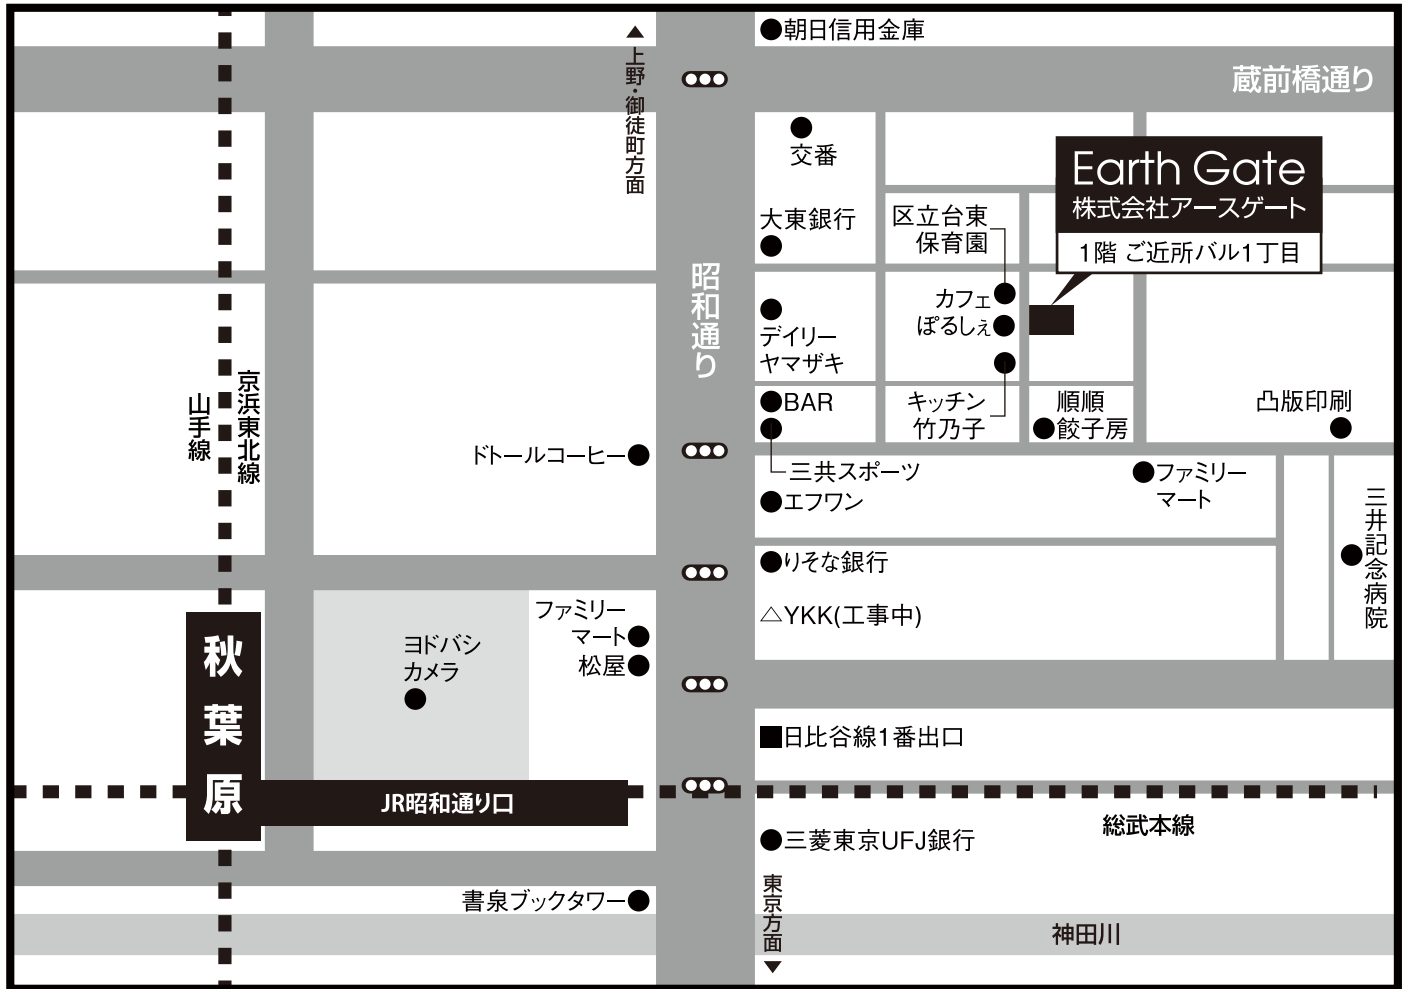 朝日信用金庫
蔵前橋通り
上野・御徒町方面
交番
Earth Gate
株式会社アースゲート
1階 ご近所バル1丁目
大東銀行
区立台東
保育園
昭和通り
カフェ
ぽるしぇ
デイリー
ヤマザキ
京浜東北線
山手線
BAR
キッチン
竹乃子
順順
餃子房
凸版印刷
ドトールコーヒー
三共スポーツ
エフワン
ファミリー
マート
三井記念病院
りそな銀行
△YKK(工事中)
ファミリー
マート
松屋
ヨドバシ
カメラ
秋葉原
日比谷線1番出口
JR昭和通り口
総武本線
三菱東京UFJ銀行
東京方面
書泉ブックタワー
神田川